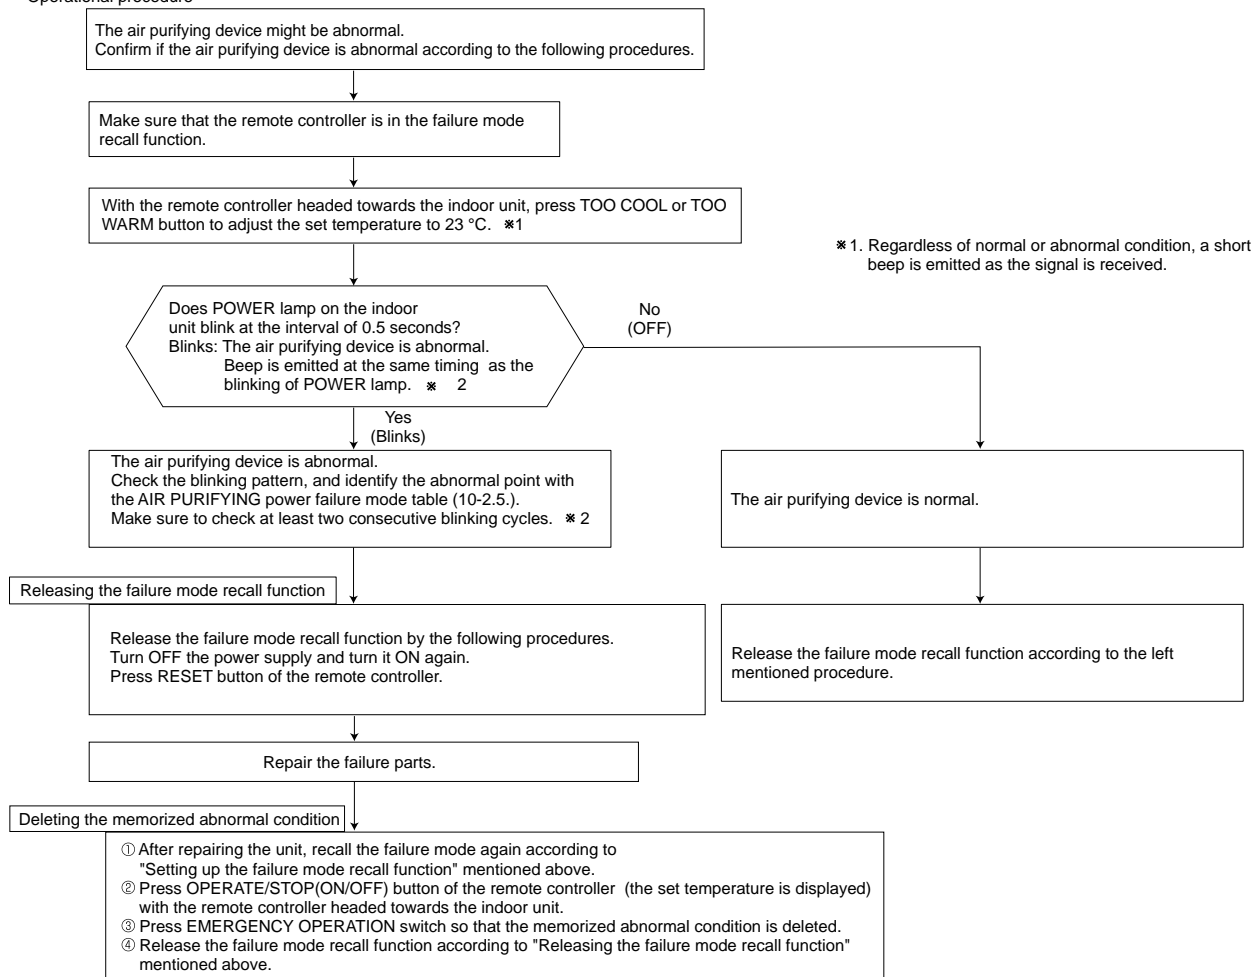 Operational procedure
The air purifying device might be abnormal.
Confirm if the air purifying device is abnormal according to the following procedures.
Make sure that the remote controller is in the failure mode
recall function.
With the remote controller headed towards the indoor unit, press TOO COOL or TOO
WARM button to adjust the set temperature to 23 °C. ※1
※1. Regardless of normal or abnormal condition, a short
beep is emitted as the signal is received.
Does POWER lamp on the indoor
unit blink at the interval of 0.5 seconds?
Blinks: The air purifying device is abnormal.
Beep is emitted at the same timing as the
blinking of POWER lamp. ※ 2
No
(OFF)
Yes
(Blinks)
The air purifying device is abnormal.
Check the blinking pattern, and identify the abnormal point with
the AIR PURIFYING power failure mode table (10-2.5.).
Make sure to check at least two consecutive blinking cycles. ※ 2
The air purifying device is normal.
Releasing the failure mode recall function
Release the failure mode recall function by the following procedures.
Turn OFF the power supply and turn it ON again.
Press RESET button of the remote controller.
Release the failure mode recall function according to the left
mentioned procedure.
Repair the failure parts.
Deleting the memorized abnormal condition
① After repairing the unit, recall the failure mode again according to
"Setting up the failure mode recall function" mentioned above.
② Press OPERATE/STOP(ON/OFF) button of the remote controller (the set temperature is displayed)
with the remote controller headed towards the indoor unit.
③ Press EMERGENCY OPERATION switch so that the memorized abnormal condition is deleted.
④ Release the failure mode recall function according to "Releasing the failure mode recall function"
mentioned above.